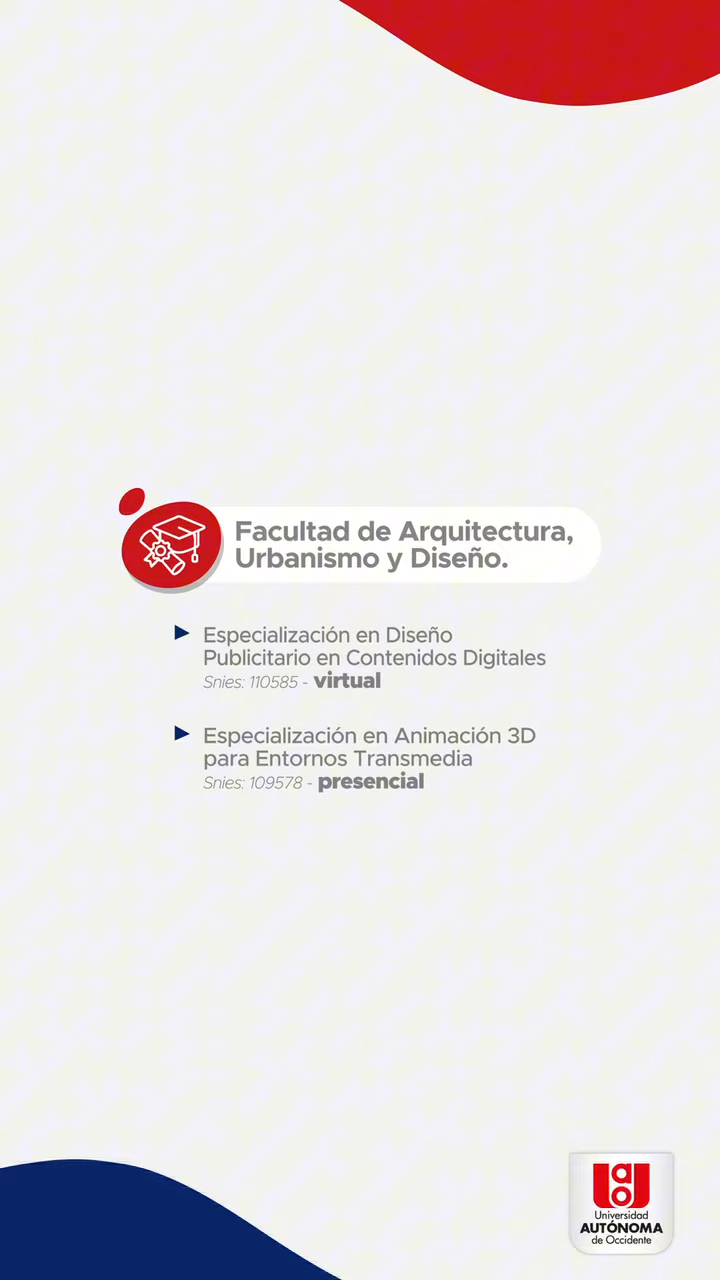 Facultad de Arquitectura,
Urbanismo y Diseño.
Especialización en Diseño
Publicitario en Contenidos Digitales
Snies: 110585 - virtual
Especialización en Animación 3D
para Entornos Transmedia
Snies: 109578 - presencial
uao
Universidad
AUTÓNOMA
de Occidente